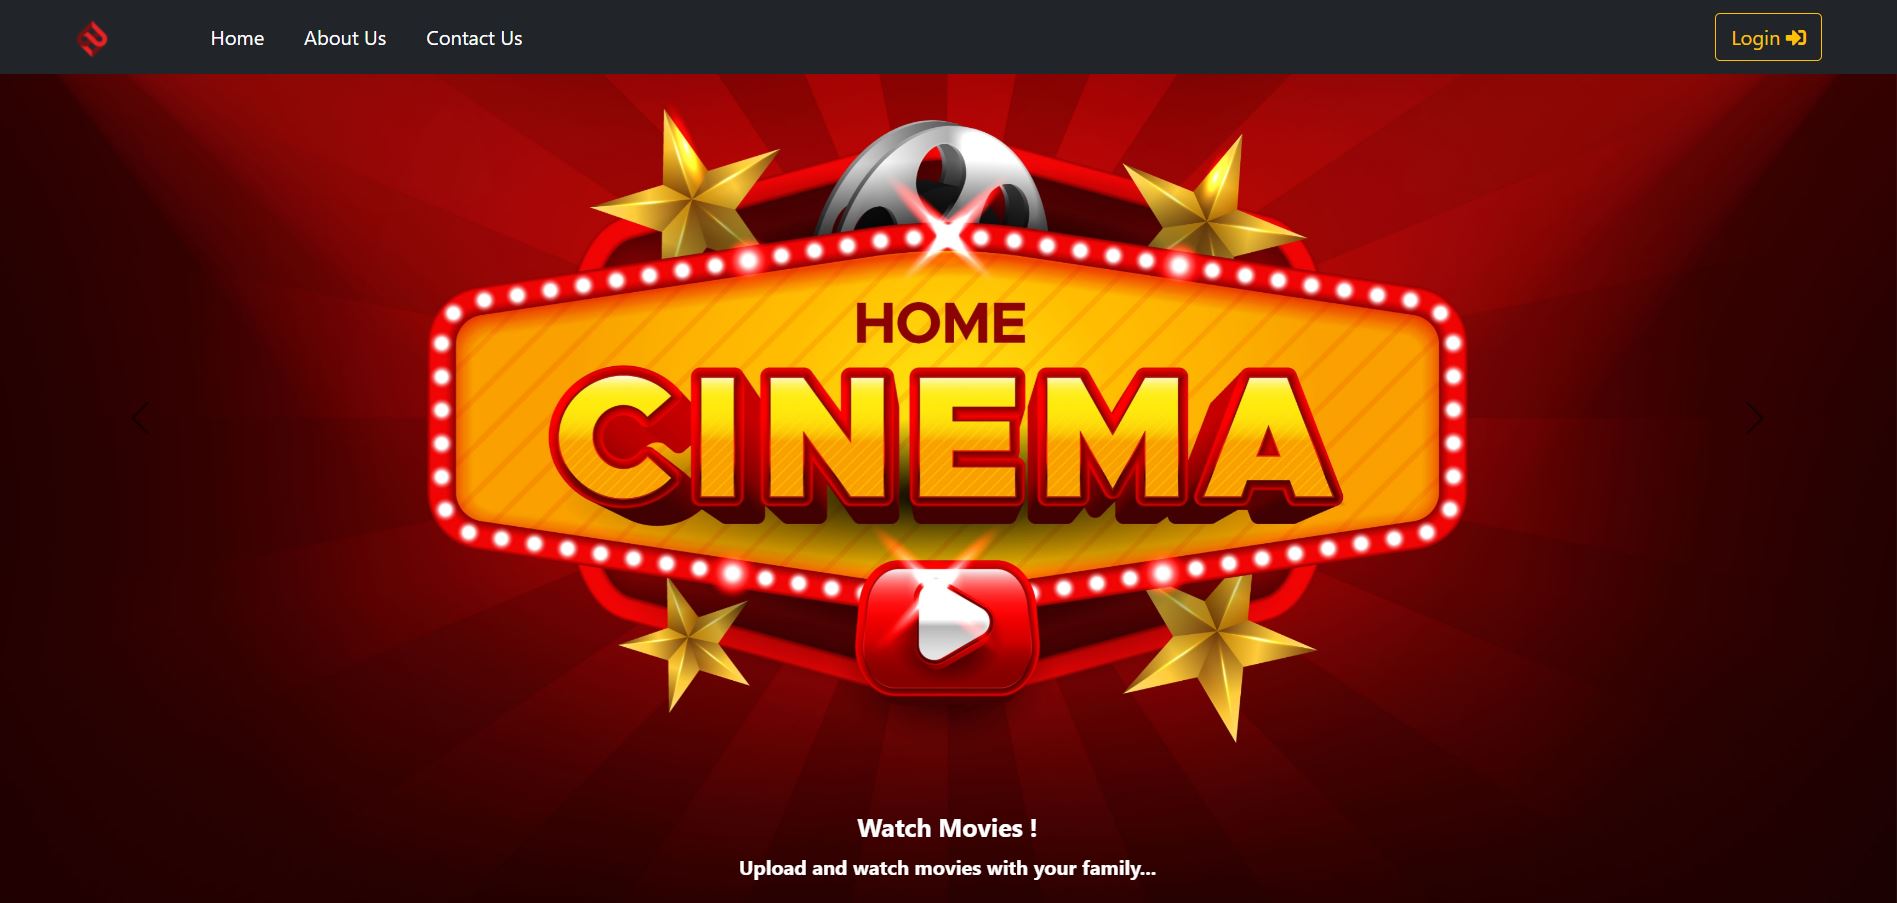 Home About Us Contact Us Login
HOME
CINEMA
Watch Movies !
Upload and watch movies with your family...